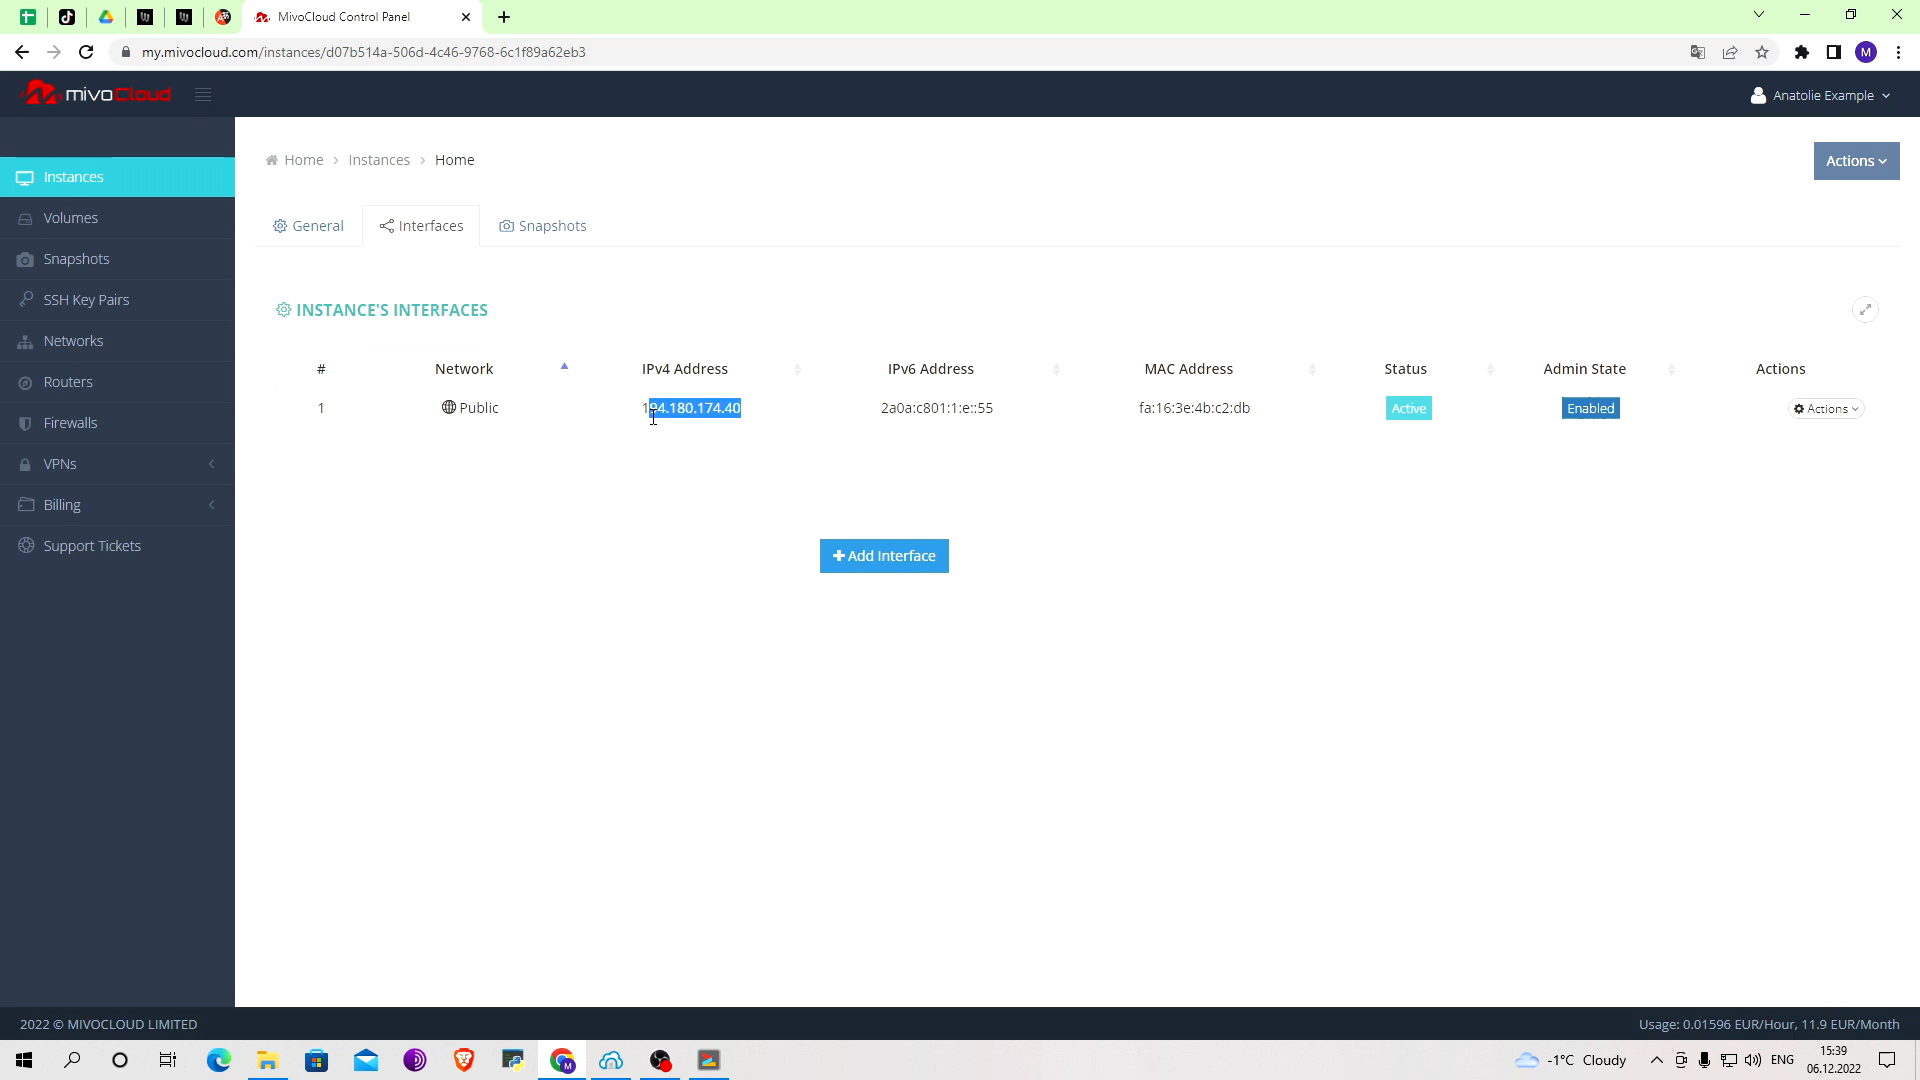 MivoCloud Control Panel
my.mivocloud.com/instances/d07b514a-506d-4c46-9768-6c1f89a62eb3
M
mivoCloud
Anatolie Example
Home > Instances > Home
Actions
Instances
Volumes
Snapshots
SSH Key Pairs
Networks
Routers
Firewalls
VPNs
Billing
Support Tickets
General
Interfaces
Snapshots
INSTANCE'S INTERFACES
# Network IPv4 Address IPv6 Address MAC Address Status Admin State Actions
1 Public 194.180.174.40 2a0a:c801:1:e::55 fa:16:3e:4b:c2:db Active Enabled Actions
+ Add Interface
2022 © MIVOCLOUD LIMITED
Usage: 0.01596 EUR/Hour, 11.9 EUR/Month
-1°C Cloudy
ENG
15:39
06.12.2022